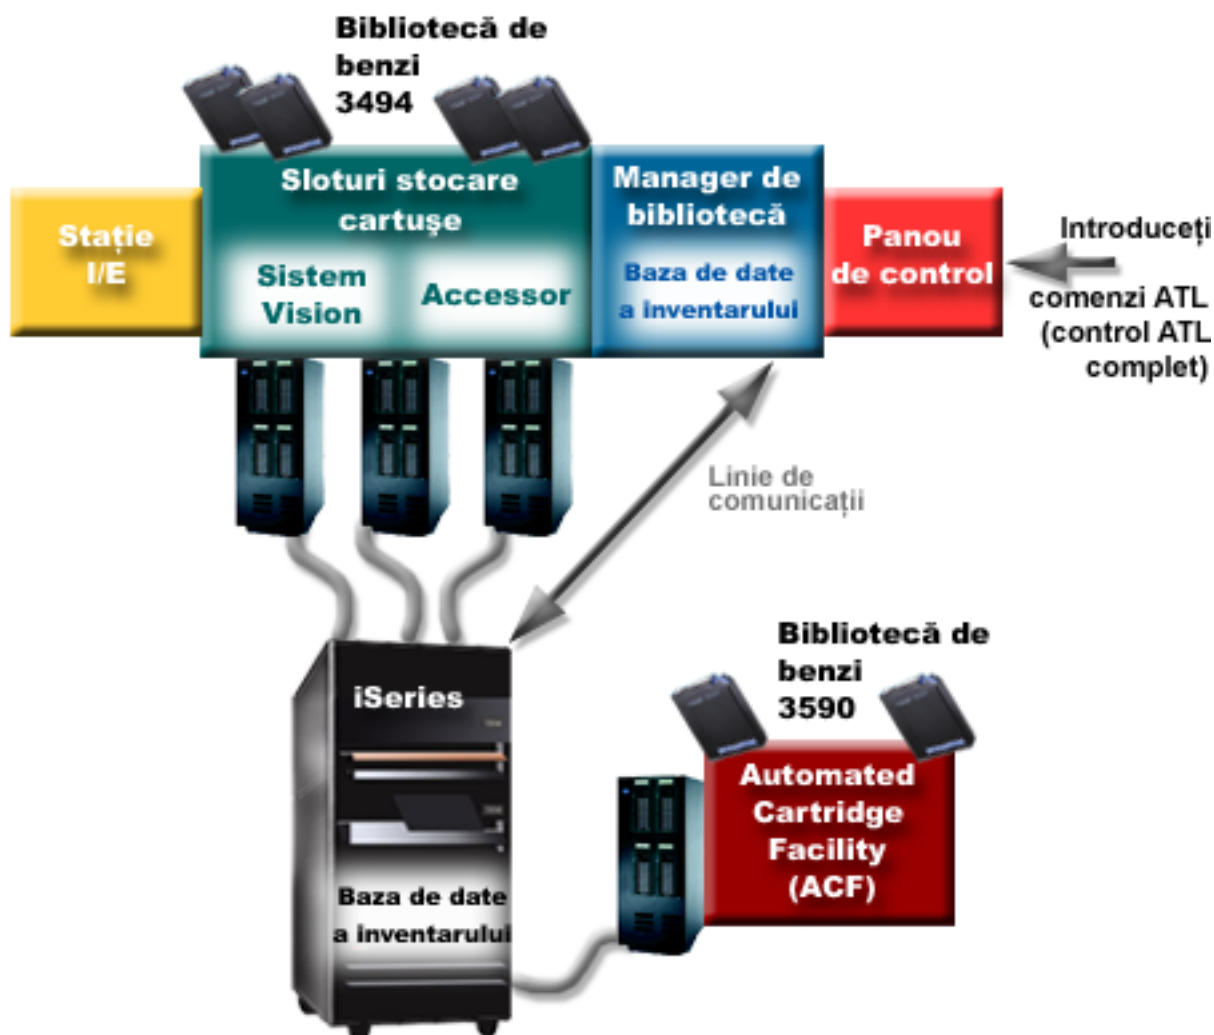 Bibliotecă de
benzi
3494
Sloturi stocare
cartuşe
Manager de
bibliotecă
Stație
I/E
Panou
de control
Introduceți
comenzi ATL
(control ATL
complet)
Sistem
Vision
Accessor
Baza de date
a inventarului
Linie de
comunicații
Bibliotecă de
benzi
3590
iSeries
Automated
Cartridge
Facility
(ACF)
Baza de date
a inventarului